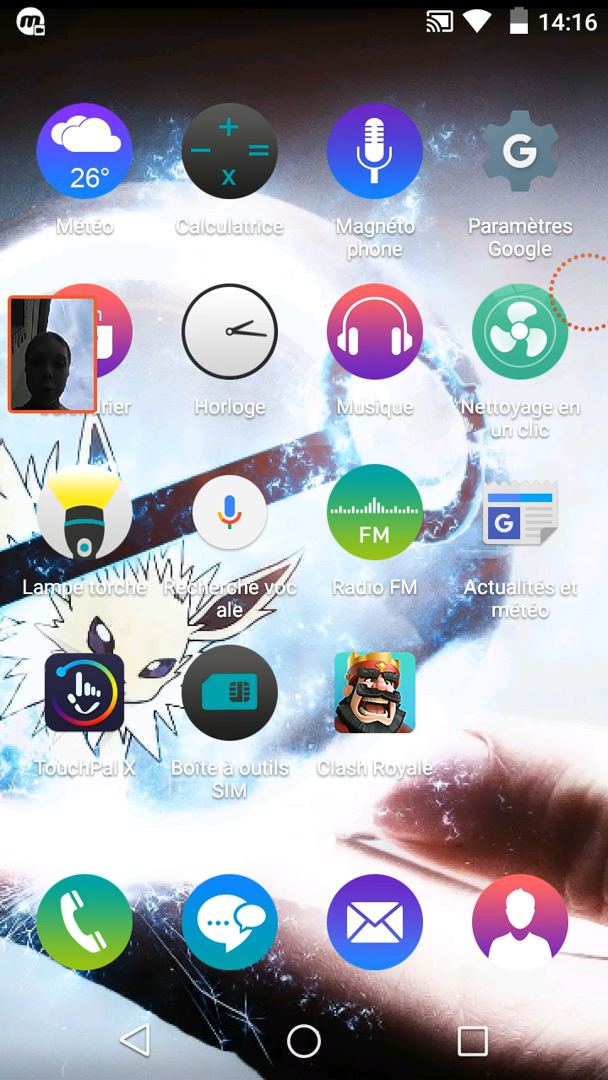 14:16
26°
Météo
Calculatrice
Magnéto
phone
G
Paramètres
Google
Horloge
Musique
Nettoyage en
un clic
Lampe torche
Recherche voc
ale
FM
Radio FM
G
Actualités et
météo
TouchPal X
Boîte à outils
SIM
Clash Royale